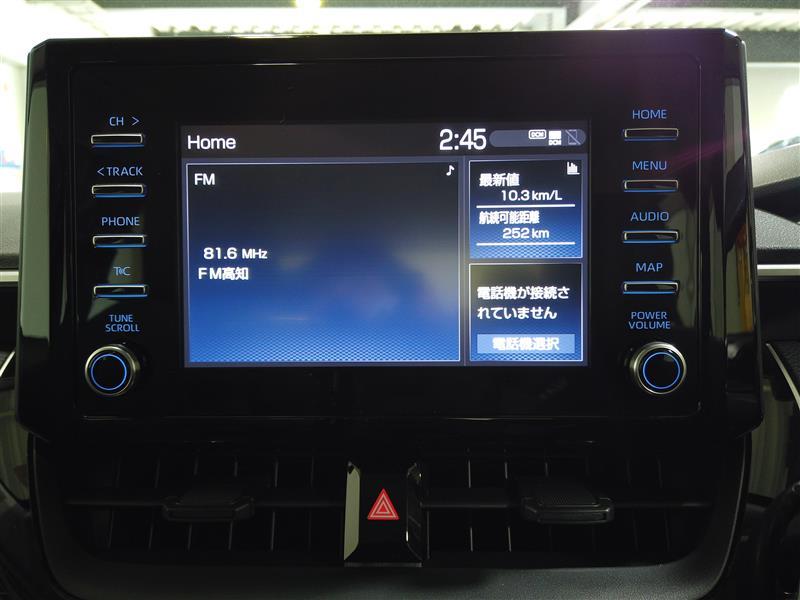 CH >
< TRACK
PHONE
T℃
TUNE
SCROLL
Home
2:45
DCM
DCM
FM
81.6 MHz
FM高知
最新値
10.3 km/L
航続可能距離
252 km
電話機が接続さ
れていません
電話機選択
HOME
MENU
AUDIO
MAP
POWER
VOLUME